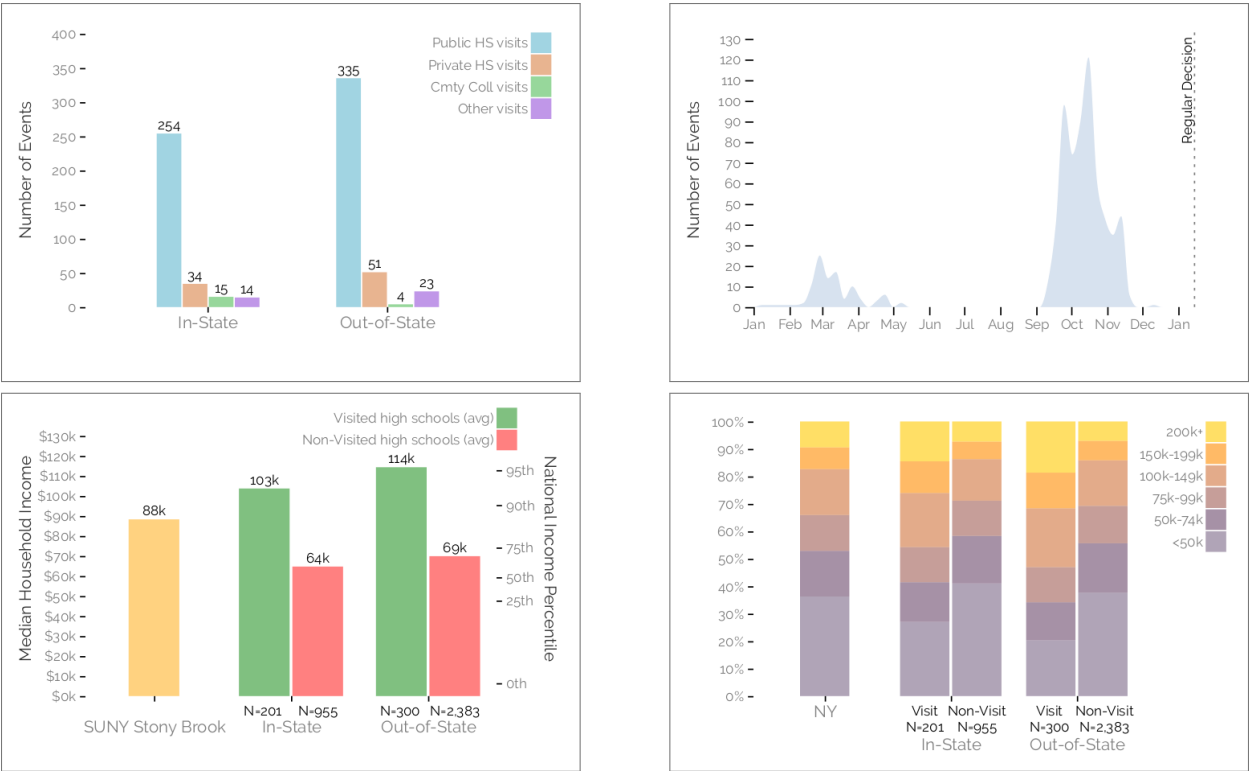 400
350
300
250
200
150
100
50
0
Number of Events
Public HS visits
Private HS visits
Cmty Coll visits
Other visits
254
34
15
14
335
51
4
23
In-State
Out-of-State
130
120
110
100
90
80
70
60
50
40
30
20
10
0
Number of Events
Regular Decision
Jan Feb Mar Apr May Jun Jul Aug Sep Oct Nov Dec Jan
Visited high schools (avg)
Non-Visited high schools (avg)
$130k
$120k
$110k
$100k
$90k
$80k
$70k
$60k
$50k
$40k
$30k
$20k
$10k
$0k
Median Household Income
88k
103k
64k
114k
69k
95th
90th
75th
50th
25th
0th
National Income Percentile
N=201 N=955 N=300 N=2,383
SUNY Stony Brook In-State Out-of-State
100%
90%
80%
70%
60%
50%
40%
30%
20%
10%
0%
200k+
150k-199k
100k-149k
75k-99k
50k-74k
<50k
NY
Visit Non-Visit Visit Non-Visit
N=201 N=955 N=300 N=2,383
In-State Out-of-State